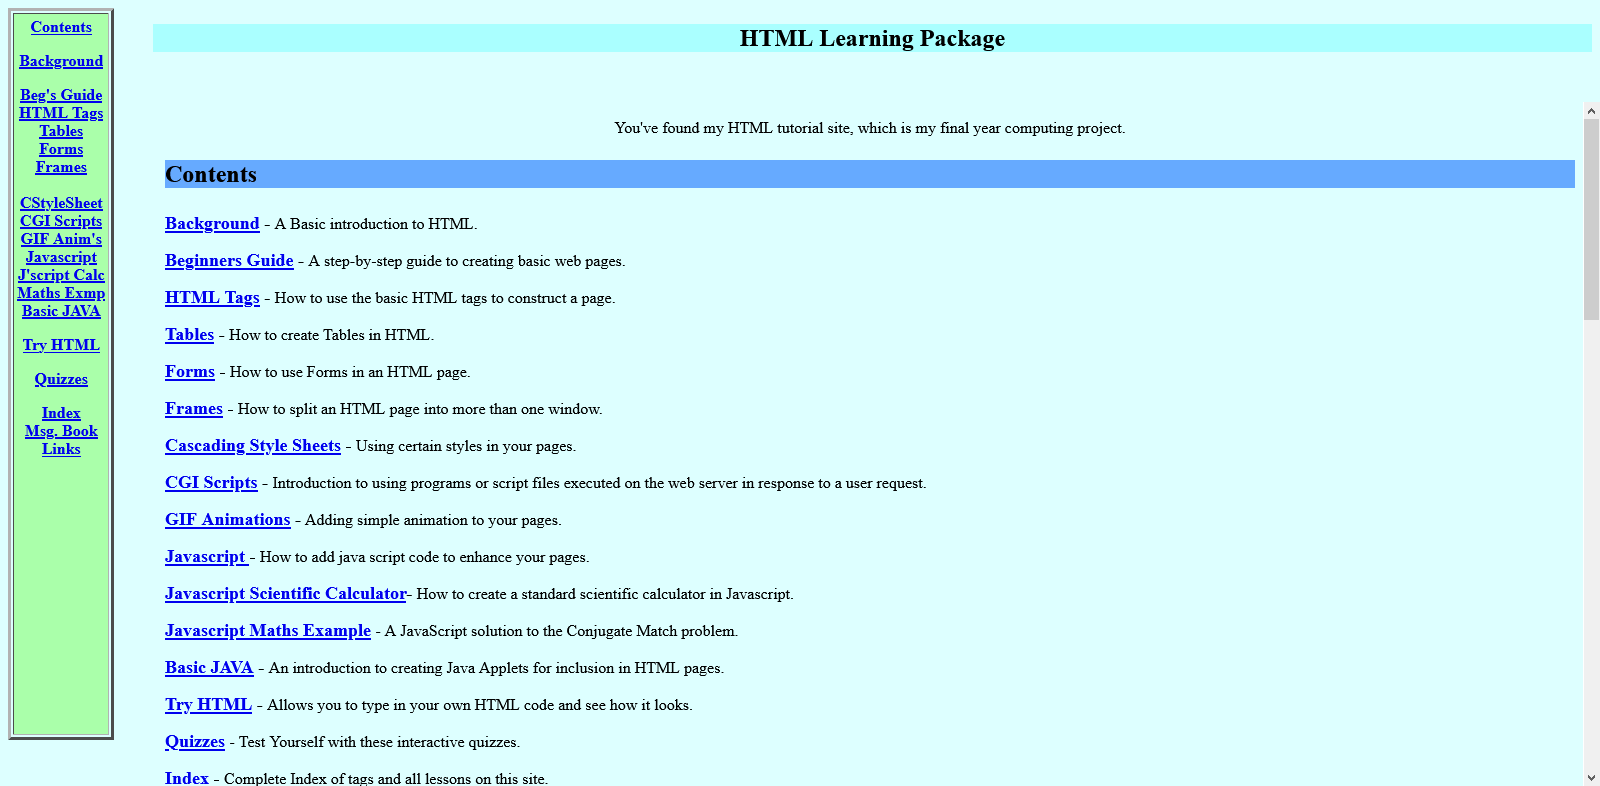 Contents
Background
Beg's Guide
HTML Tags
Tables
Forms
Frames
CStyleSheet
CGI Scripts
GIF Anim's
Javascript
J'script Calc
Maths Exmp
Basic JAVA
Try HTML
Quizzes
Index
Msg. Book
Links
HTML Learning Package
You've found my HTML tutorial site, which is my final year computing project.
Contents
Background - A Basic introduction to HTML.
Beginners Guide - A step-by-step guide to creating basic web pages.
HTML Tags - How to use the basic HTML tags to construct a page.
Tables - How to create Tables in HTML.
Forms - How to use Forms in an HTML page.
Frames - How to split an HTML page into more than one window.
Cascading Style Sheets - Using certain styles in your pages.
CGI Scripts - Introduction to using programs or script files executed on the web server in response to a user request.
GIF Animations - Adding simple animation to your pages.
Javascript - How to add java script code to enhance your pages.
Javascript Scientific Calculator- How to create a standard scientific calculator in Javascript.
Javascript Maths Example - A JavaScript solution to the Conjugate Match problem.
Basic JAVA - An introduction to creating Java Applets for inclusion in HTML pages.
Try HTML - Allows you to type in your own HTML code and see how it looks.
Quizzes - Test Yourself with these interactive quizzes.
Index - Complete Index of tags and all lessons on this site.